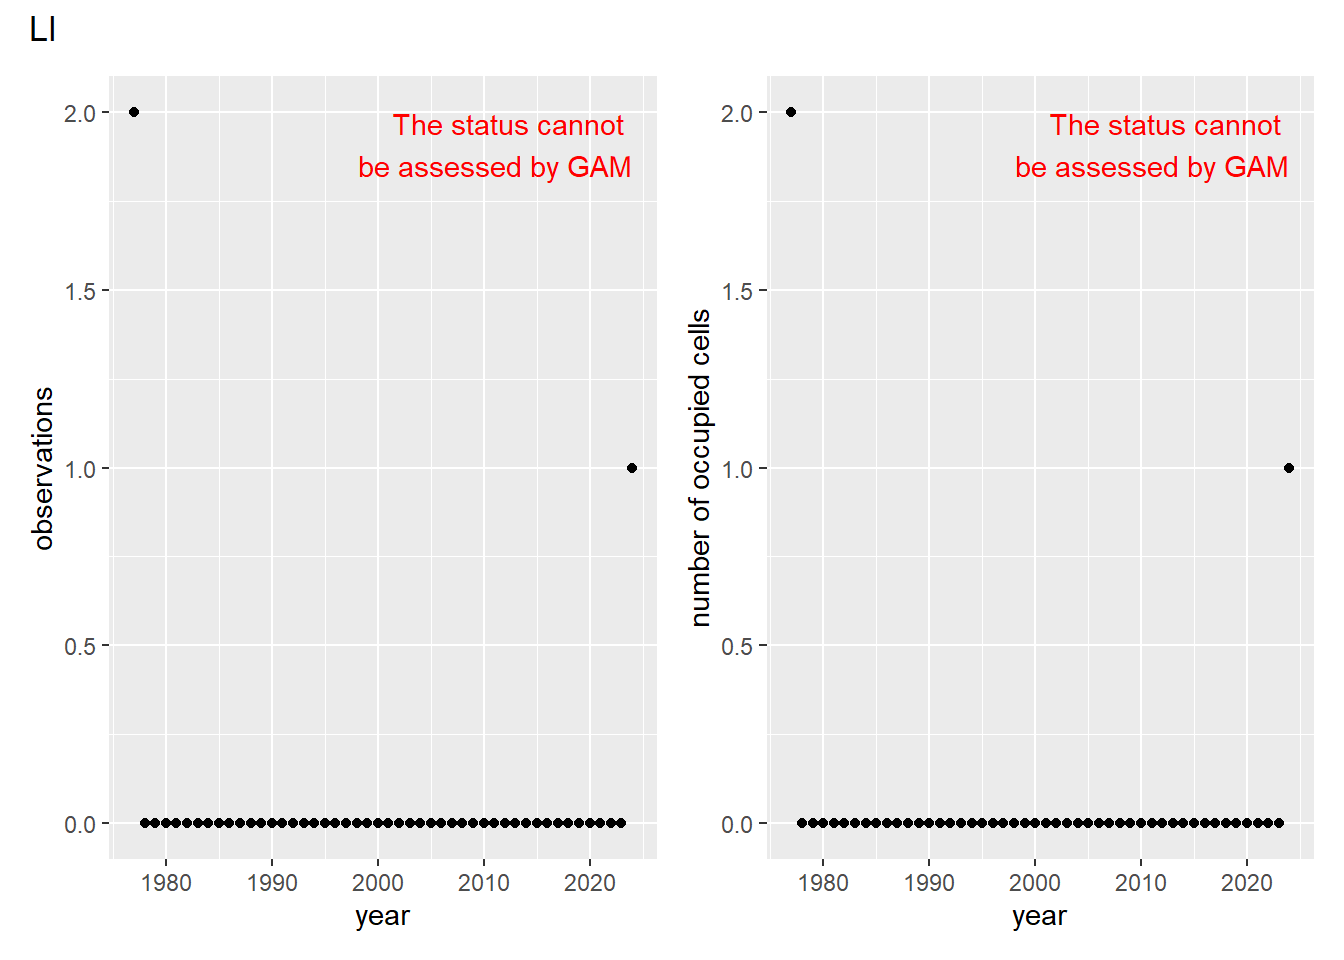 LI
The status cannot
be assessed by GAM
2.0
1.5
1.0
0.5
0.0
observations
1980 1990 2000 2010 2020
year
The status cannot
be assessed by GAM
2.0
1.5
1.0
0.5
0.0
number of occupied cells
1980 1990 2000 2010 2020
year